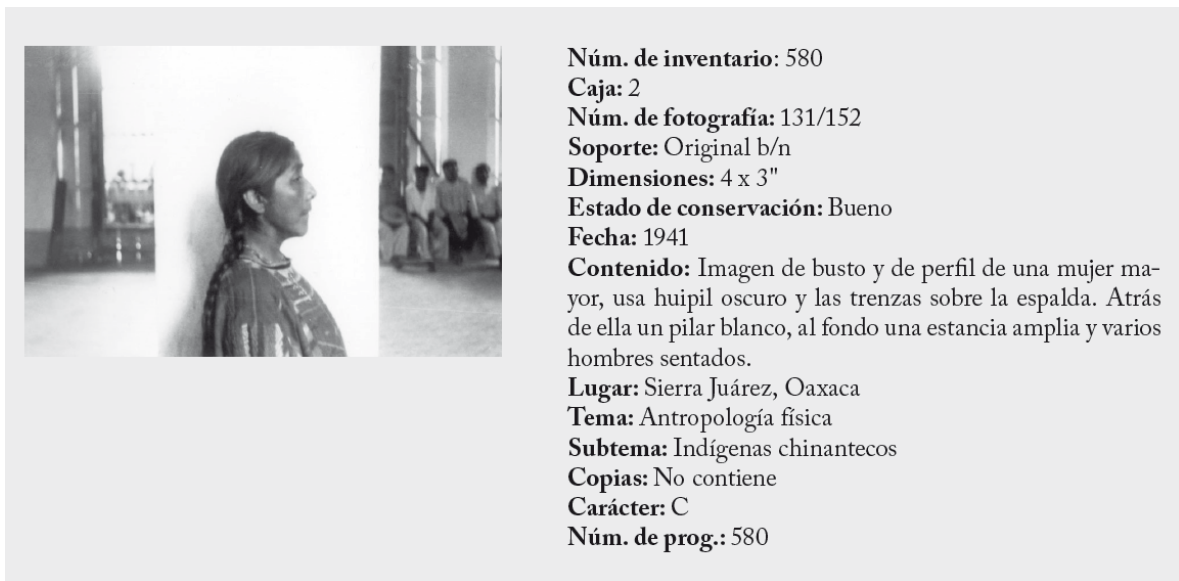 Núm. de inventario: 580
Caja: 2
Núm. de fotografía: 131/152
Soporte: Original b/n
Dimensiones: 4 x 3"
Estado de conservación: Bueno
Fecha: 1941
Contenido: Imagen de busto y de perfil de una mujer ma-
yor, usa huipil oscuro y las trenzas sobre la espalda. Atrás
de ella un pilar blanco, al fondo una estancia amplia y varios
hombres sentados.
Lugar: Sierra Juárez, Oaxaca
Tema: Antropología física
Subtema: Indígenas chinantecos
Copias: No contiene
Carácter: C
Núm. de prog.: 580